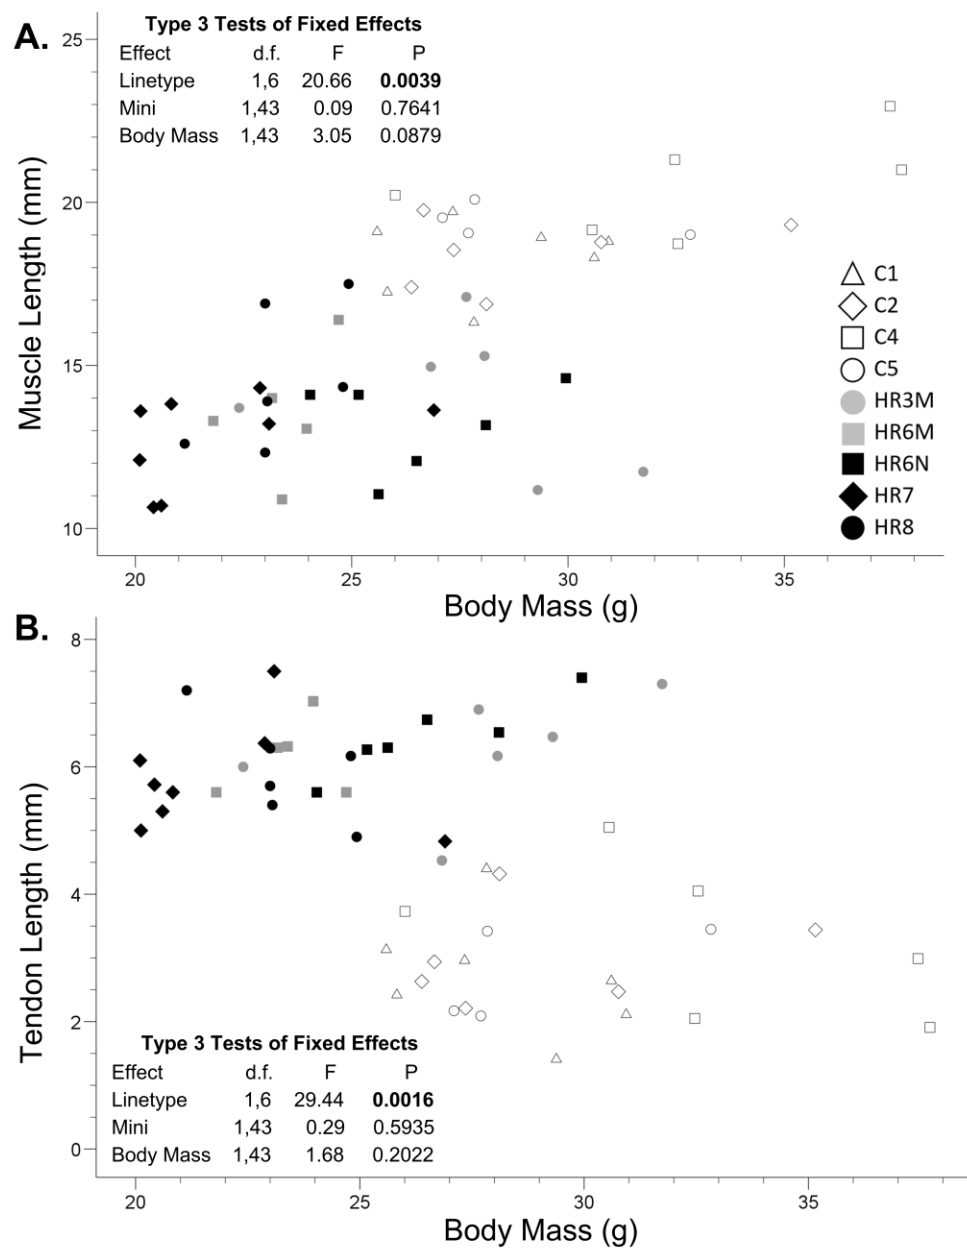 A.
Type 3 Tests of Fixed Effects
Effect d.f. F P
Linetype 1,6 20.66 0.0039
Mini 1,43 0.09 0.7641
Body Mass 1,43 3.05 0.0879
Muscle Length (mm)
25
20
15
10
C1
C2
C4
C5
HR3M
HR6M
HR6N
HR7
HR8
20 25 30 35
Body Mass (g)
B.
Tendon Length (mm)
8
6
4
2
0
Type 3 Tests of Fixed Effects
Effect d.f. F P
Linetype 1,6 29.44 0.0016
Mini 1,43 0.29 0.5935
Body Mass 1,43 1.68 0.2022
20 25 30 35
Body Mass (g)